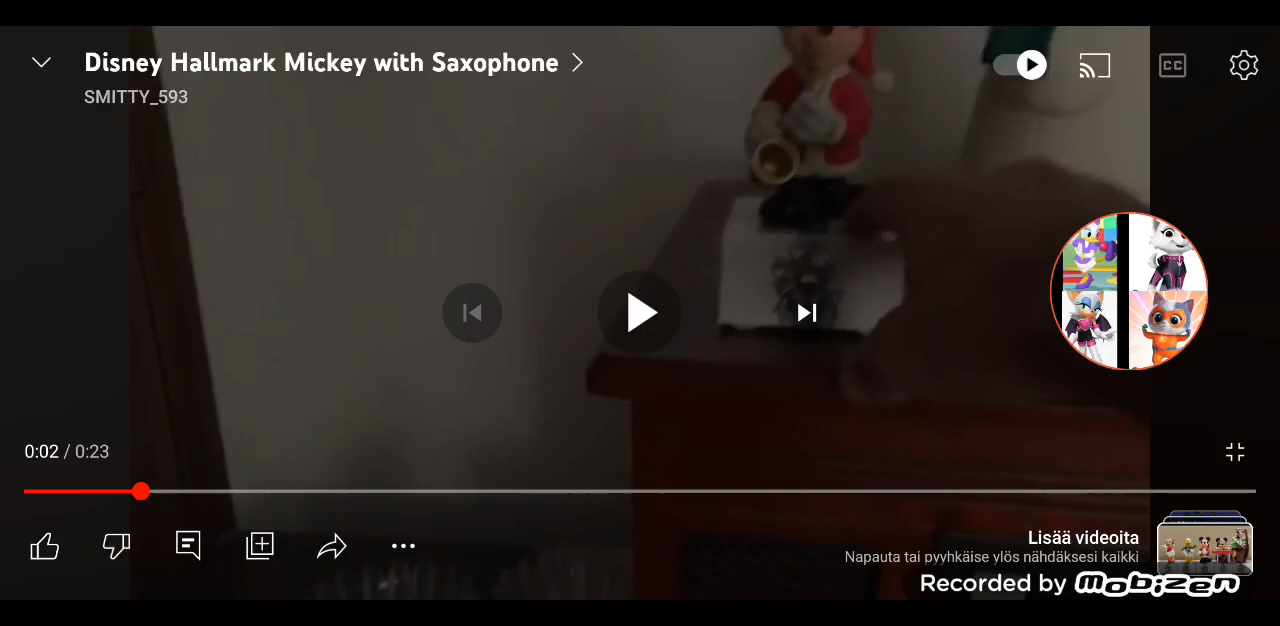 Disney Hallmark Mickey with Saxophone
SMITTY_593
CC
0:02 / 0:23
Lisää videoita
Napauta tai pyyhkäise ylös nähdäksesi kaikki
Recorded by Mobizen